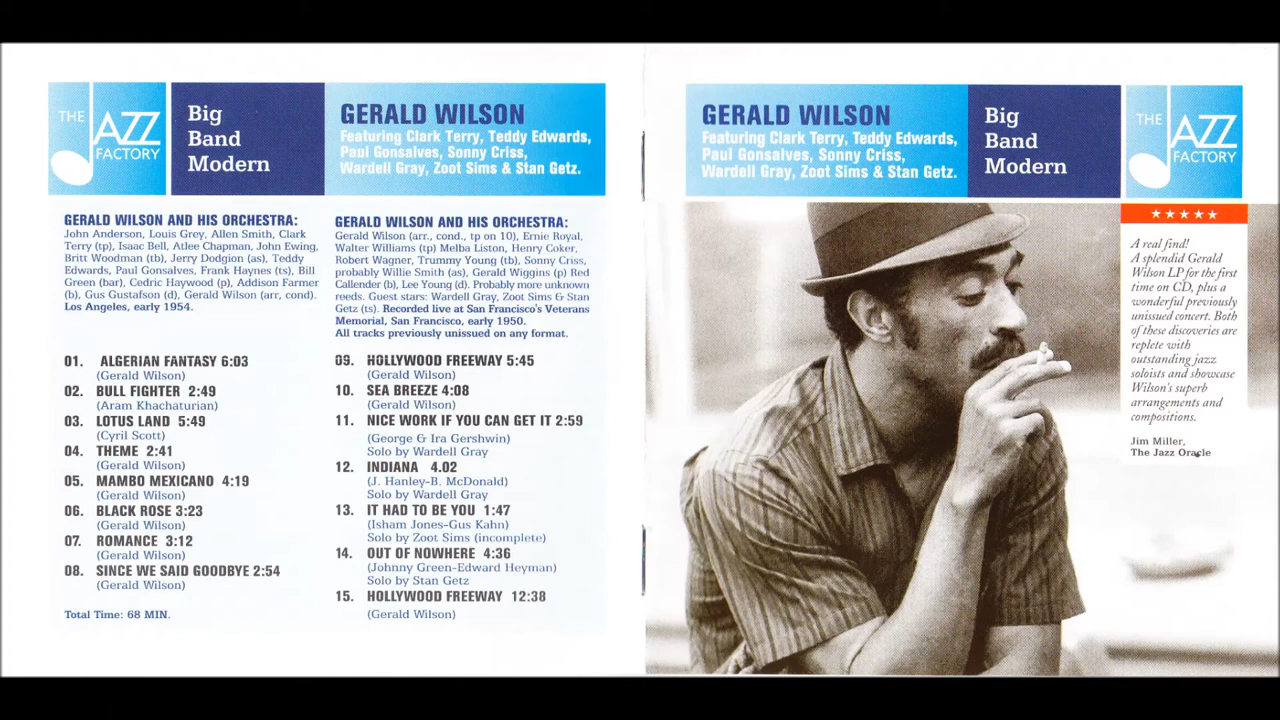 THE
JAZZ
FACTORY
Big
Band
Modern
GERALD WILSON
Featuring Clark Terry, Teddy Edwards,
Paul Gonsalves, Sonny Criss,
Wardell Gray, Zoot Sims & Stan Getz.
GERALD WILSON AND HIS ORCHESTRA:
John Anderson, Louis Grey, Allen Smith, Clark
Terry (tp), Isaac Bell, Atlee Chapman, John Ewing,
Britt Woodman (tb), Jerry Dodgion (as), Teddy
Edwards, Paul Gonsalves, Frank Haynes (ts), Bill
Green (bar), Cedric Haywood (p), Addison Farmer
(b), Gus Gustafson (d), Gerald Wilson (arr, cond).
Los Angeles, early 1954.
01. ALGERIAN FANTASY 6:03
(Gerald Wilson)
02. BULL FIGHTER 2:49
(Aram Khachaturian)
03. LOTUS LAND 5:49
(Cyril Scott)
04. THEME 2:41
(Gerald Wilson)
05. MAMBO MEXICANO 4:19
(Gerald Wilson)
06. BLACK ROSE 3:23
(Gerald Wilson)
07. ROMANCE 3:12
(Gerald Wilson)
08. SINCE WE SAID GOODBYE 2:54
(Gerald Wilson)
Total Time: 68 MIN.
GERALD WILSON AND HIS ORCHESTRA:
Gerald Wilson (arr., cond., tp on 10), Ernie Royal,
Walter Williams (tp) Melba Liston, Henry Coker,
Robert Wagner, Trummy Young (tb), Sonny Criss,
probably Willie Smith (as), Gerald Wiggins (p) Red
Callender (b), Lee Young (d). Probably more unknown
reeds. Guest stars: Wardell Gray, Zoot Sims & Stan
Getz (ts). Recorded live at San Francisco's Veterans
Memorial, San Francisco, early 1950.
All tracks previously unissued on any format.
09. HOLLYWOOD FREEWAY 5:45
(Gerald Wilson)
10. SEA BREEZE 4:08
(Gerald Wilson)
11. NICE WORK IF YOU CAN GET IT 2:59
(George & Ira Gershwin)
Solo by Wardell Gray
12. INDIANA 4.02
(J. Hanley-B. McDonald)
Solo by Wardell Gray
13. IT HAD TO BE YOU 1:47
(Isham Jones-Gus Kahn)
Solo by Zoot Sims (incomplete)
14. OUT OF NOWHERE 4:36
(Johnny Green-Edward Heyman)
Solo by Stan Getz
15. HOLLYWOOD FREEWAY 12:38
(Gerald Wilson)
GERALD WILSON
Featuring Clark Terry, Teddy Edwards,
Paul Gonsalves, Sonny Criss,
Wardell Gray, Zoot Sims & Stan Getz.
Big
Band
Modern
THE
JAZZ
FACTORY
A real find!
A splendid Gerald
Wilson LP for the first
time on CD, plus a
wonderful previously
unissued concert. Both
of these discoveries are
replete with
outstanding jazz
soloists and showcase
Wilson's superb
arrangements and
compositions.
Jim Miller,
The Jazz Oracle